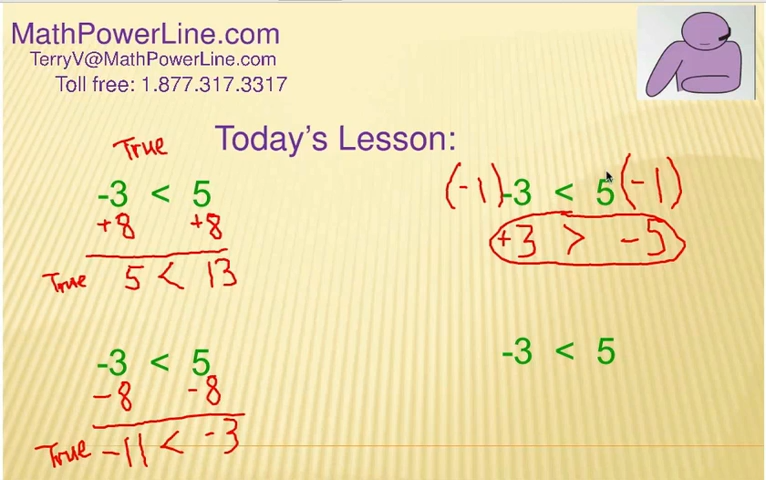 MathPowerLine.com
TerryV@MathPowerLine.com
Toll free: 1.877.317.3317
Today's Lesson:
True
-3 < 5
+8 +8
True 5 < 13
(-1) -3 < 5 (-1)
+3 > -5
-3 < 5
-8 -8
True -11 < -3
-3 < 5